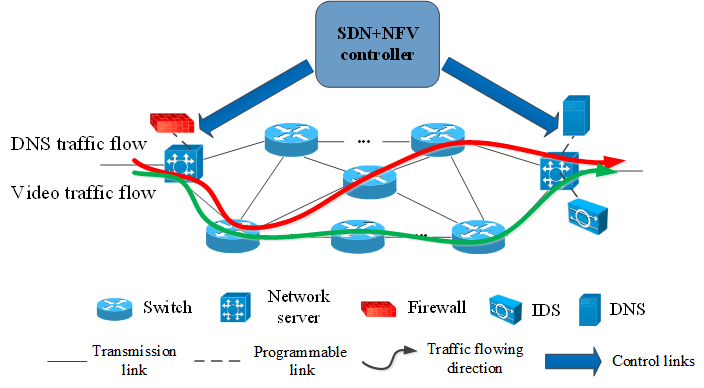 SDN+NFV
controller
DNS traffic flow
...
Video traffic flow
...
Switch
Network
server
Firewall
IDS
DNS
Transmission
link
Programmable
link
Traffic flowing
direction
Control links